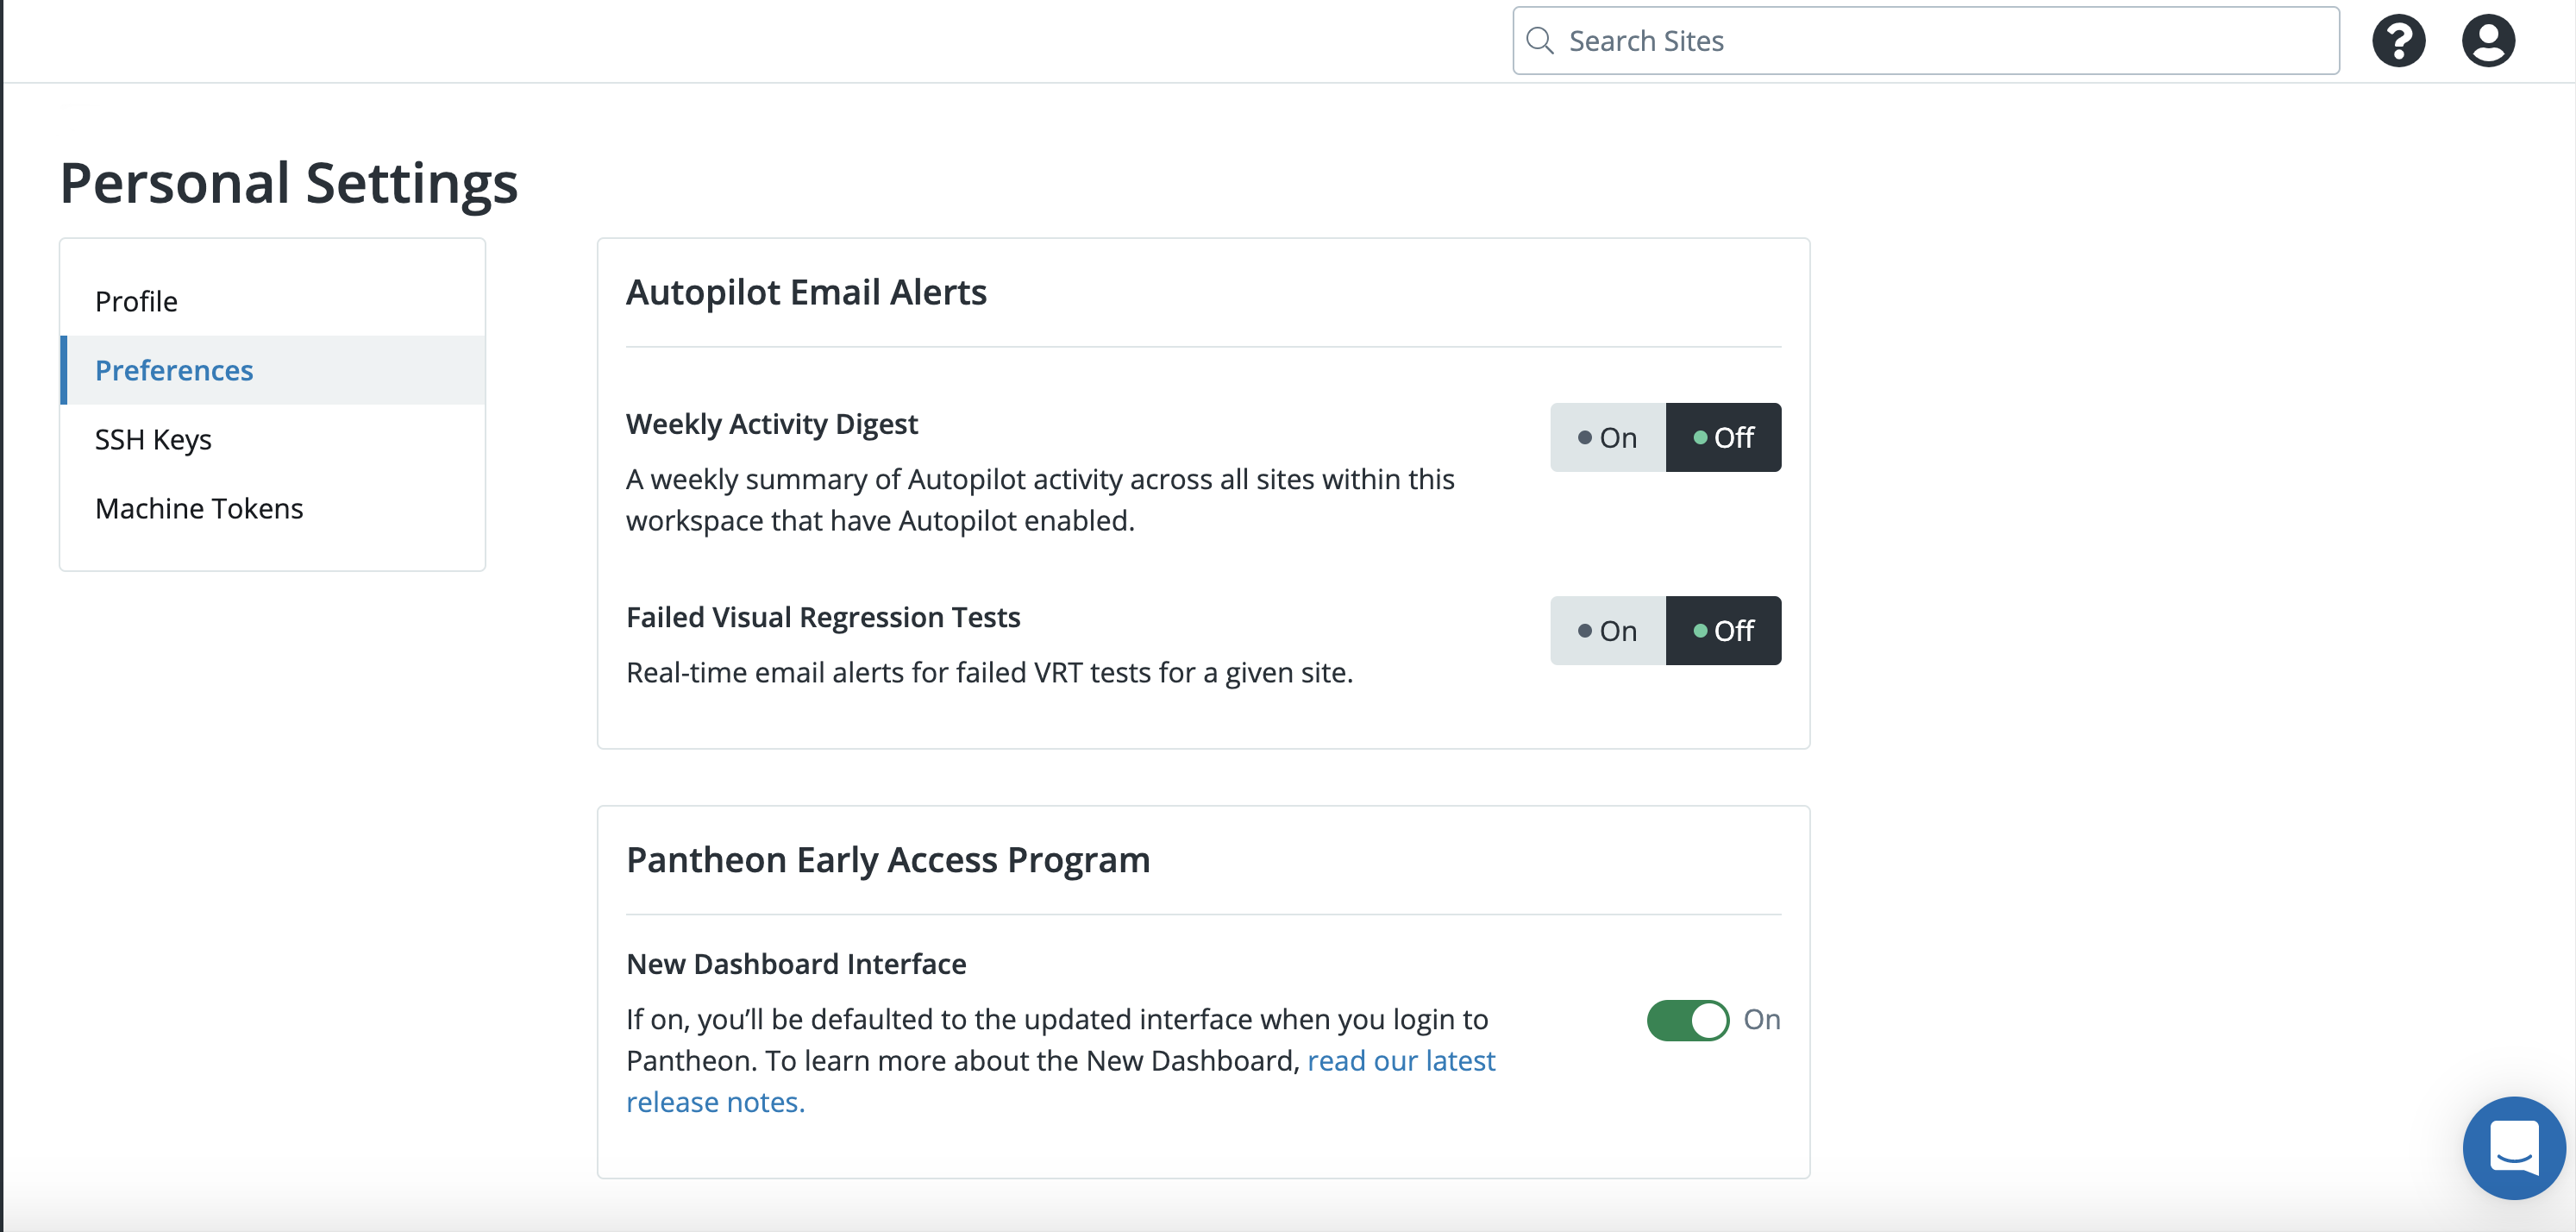 Search Sites
Personal Settings
Profile
Preferences
SSH Keys
Machine Tokens
Autopilot Email Alerts
Weekly Activity Digest
On Off
A weekly summary of Autopilot activity across all sites within this
workspace that have Autopilot enabled.
Failed Visual Regression Tests
On Off
Real-time email alerts for failed VRT tests for a given site.
Pantheon Early Access Program
New Dashboard Interface
If on, you’ll be defaulted to the updated interface when you login to
On
Pantheon. To learn more about the New Dashboard, read our latest
release notes.